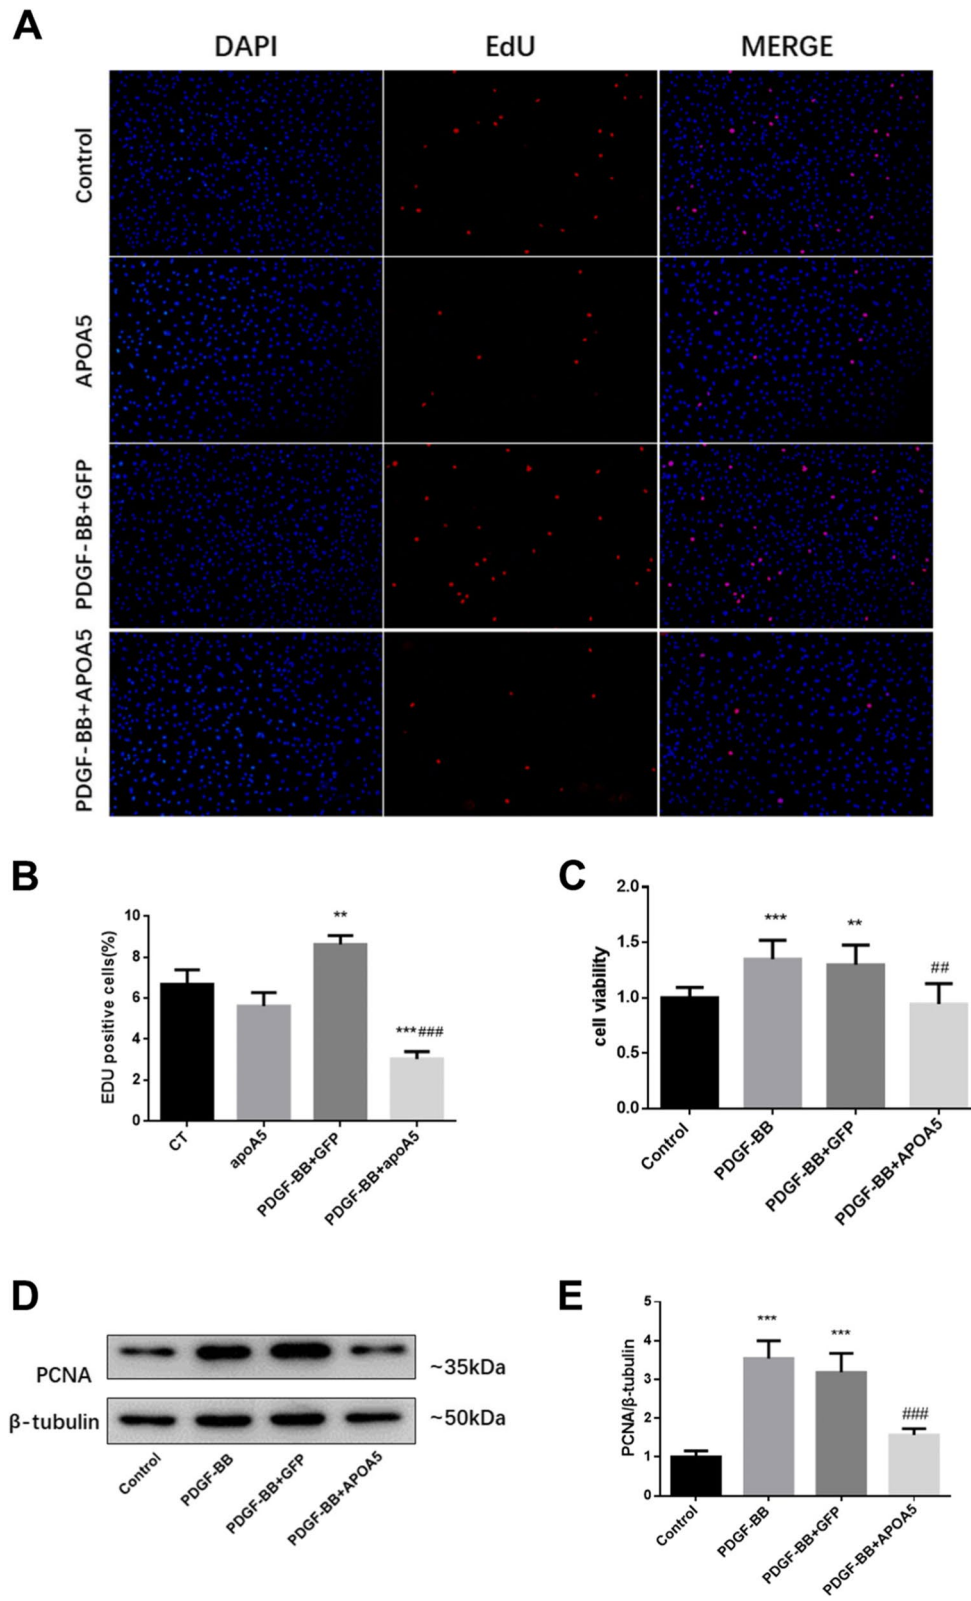 A
DAPI EdU MERGE
Control
APOA5
PDGF-BB+GFP
PDGF-BB+APOA5
B
EDU positive cells(%)
10
8
6
4
2
0
**
***###
CT
apoA5
PDGF-BB+GFP
PDGF-BB+apoA5
C
cell viability
2.0
1.5
1.0
0.5
0.0
***
**
##
Control
PDGF-BB
PDGF-BB+GFP
PDGF-BB+APOA5
D
PCNA
~35kDa
β-tubulin
~50kDa
Control
PDGF-BB
PDGF-BB+GFP
PDGF-BB+APOA5
E
PCNA/β-tubulin
5
4
3
2
1
0
***
***
###
Control
PDGF-BB
PDGF-BB+GFP
PDGF-BB+APOA5